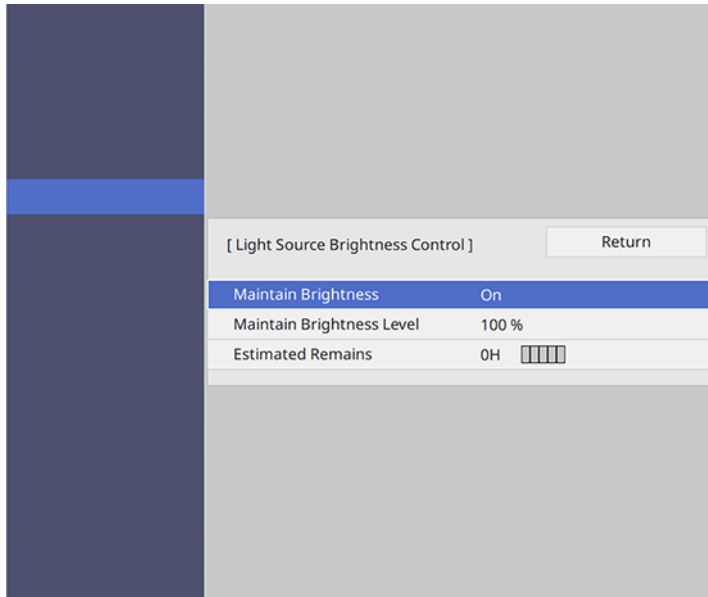 [ Light Source Brightness Control ] Return
Maintain Brightness On
Maintain Brightness Level 100 %
Estimated Remains 0H